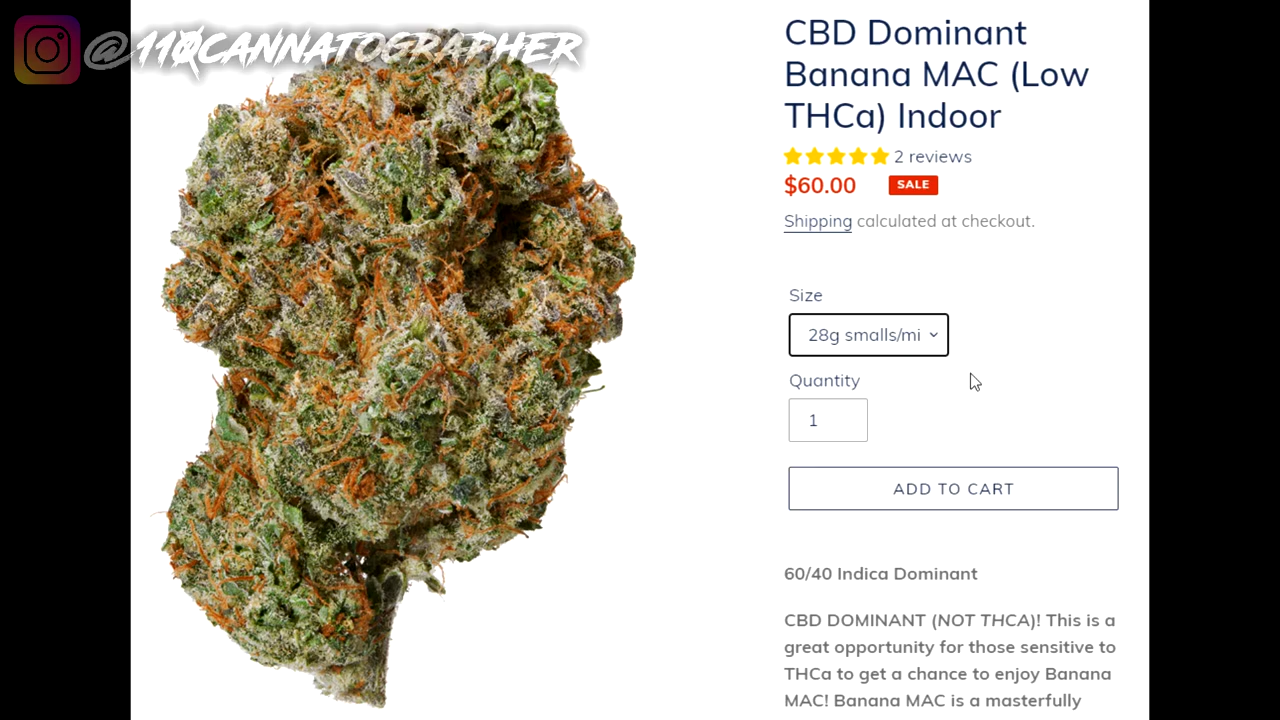 @110CANNATOGRAPHER
CBD Dominant
Banana MAC (Low
THCa) Indoor
2 reviews
$60.00 SALE
Shipping calculated at checkout.
Size
28g smalls/mi
Quantity
1
ADD TO CART
60/40 Indica Dominant
CBD DOMINANT (NOT THCA)! This is a
great opportunity for those sensitive to
THCa to get a chance to enjoy Banana
MAC! Banana MAC is a masterfully